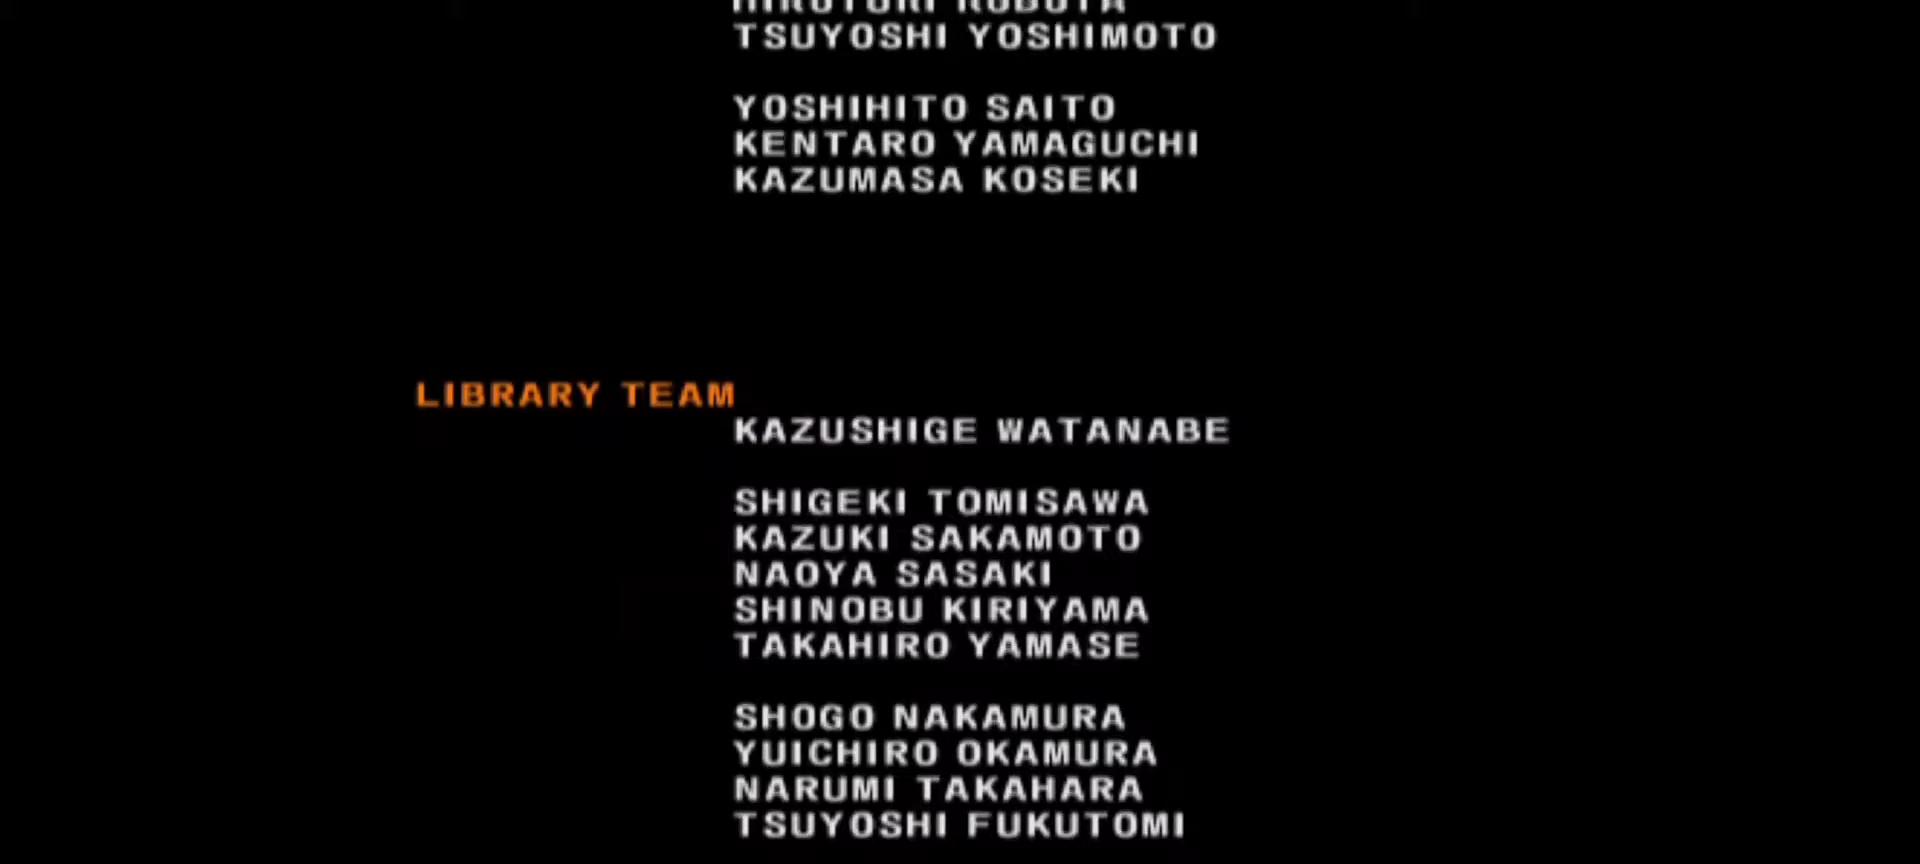 TSUYOSHI YOSHIMOTO
YOSHIHITO SAITO
KENTARO YAMAGUCHI
KAZUMASA KOSEKI
LIBRARY TEAM
KAZUSHIGE WATANABE
SHIGEKI TOMISAWA
KAZUKI SAKAMOTO
NAOYA SASAKI
SHINOBU KIRIYAMA
TAKAHIRO YAMASE
SHOGO NAKAMURA
YUICHIRO OKAMURA
NARUMI TAKAHARA
TSUYOSHI FUKUTOMI